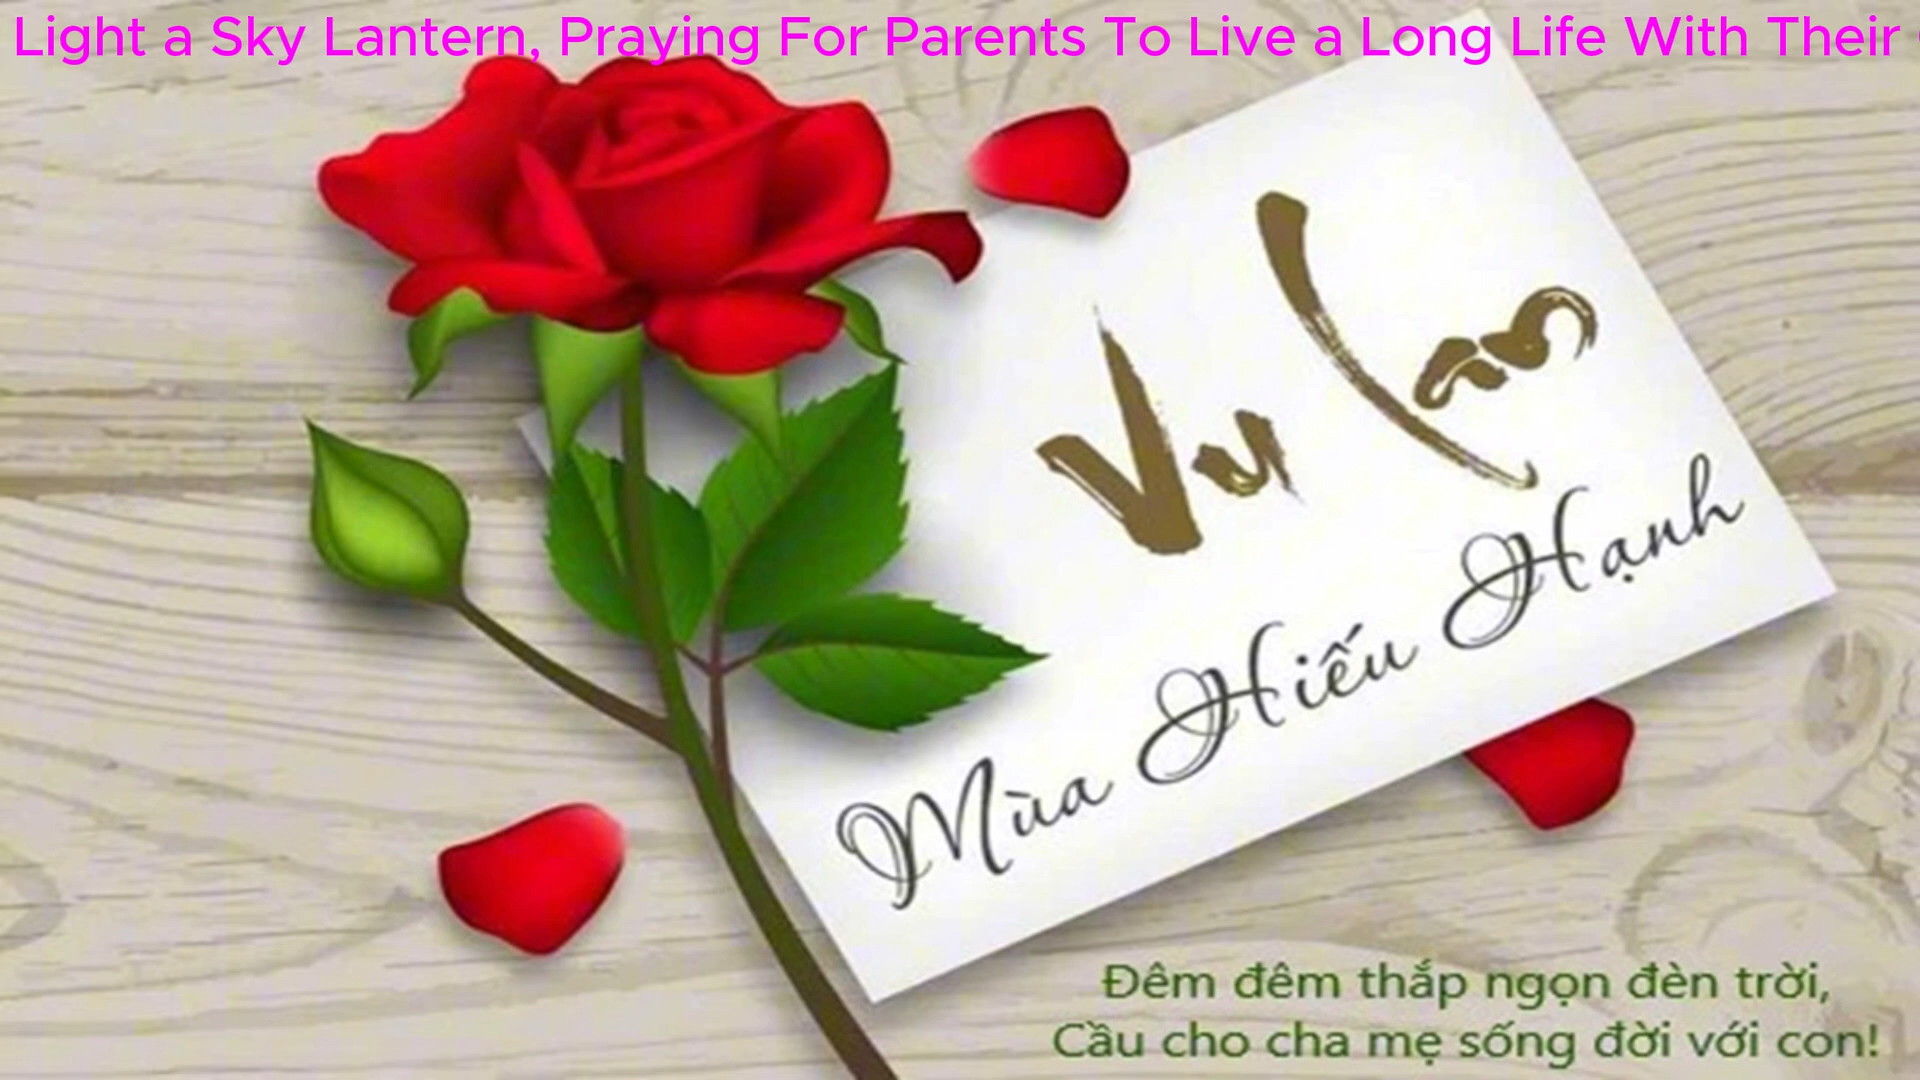 Light a Sky Lantern, Praying For Parents To Live a Long Life With Their
Vu Lan
Mùa Hiếu Hạnh
Đêm đêm thắp ngọn đèn trời,
Cầu cho cha mẹ sống đời với con!